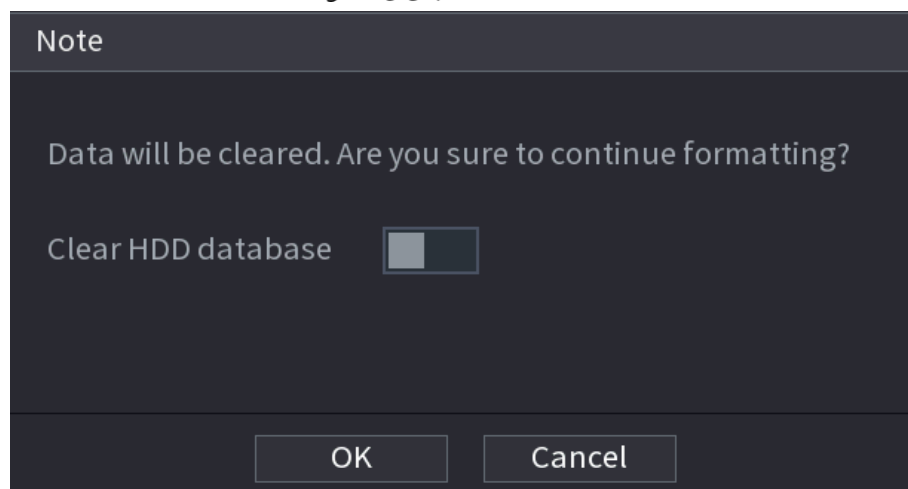 Note
Data will be cleared. Are you sure to continue formatting?
Clear HDD database
OK Cancel